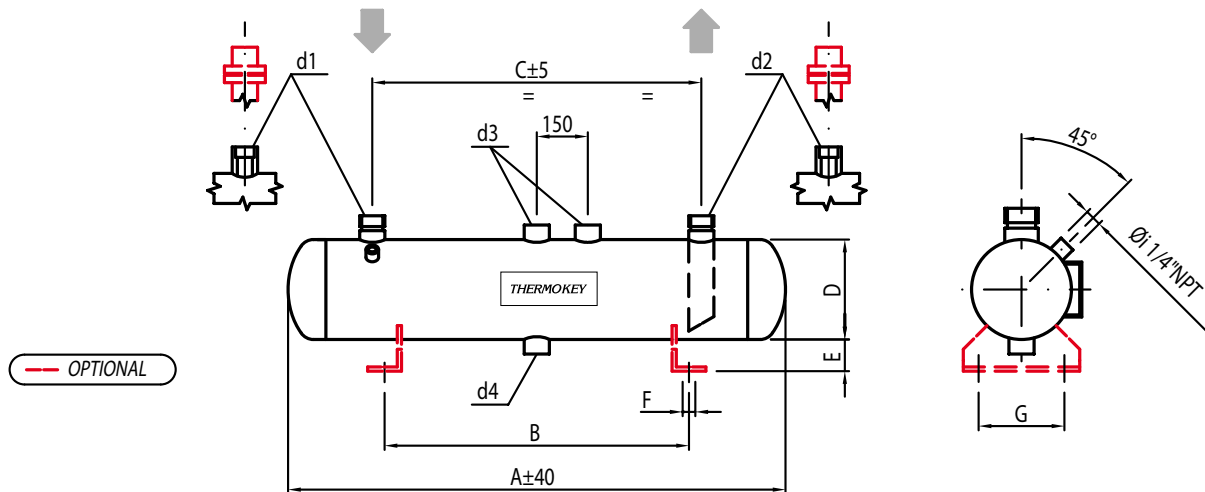 d1
C±5
d2
= =
150
d3
45°
Øi 1/4"NPT
THERMOKEY
D
E
OPTIONAL
d4
F
G
B
A±40